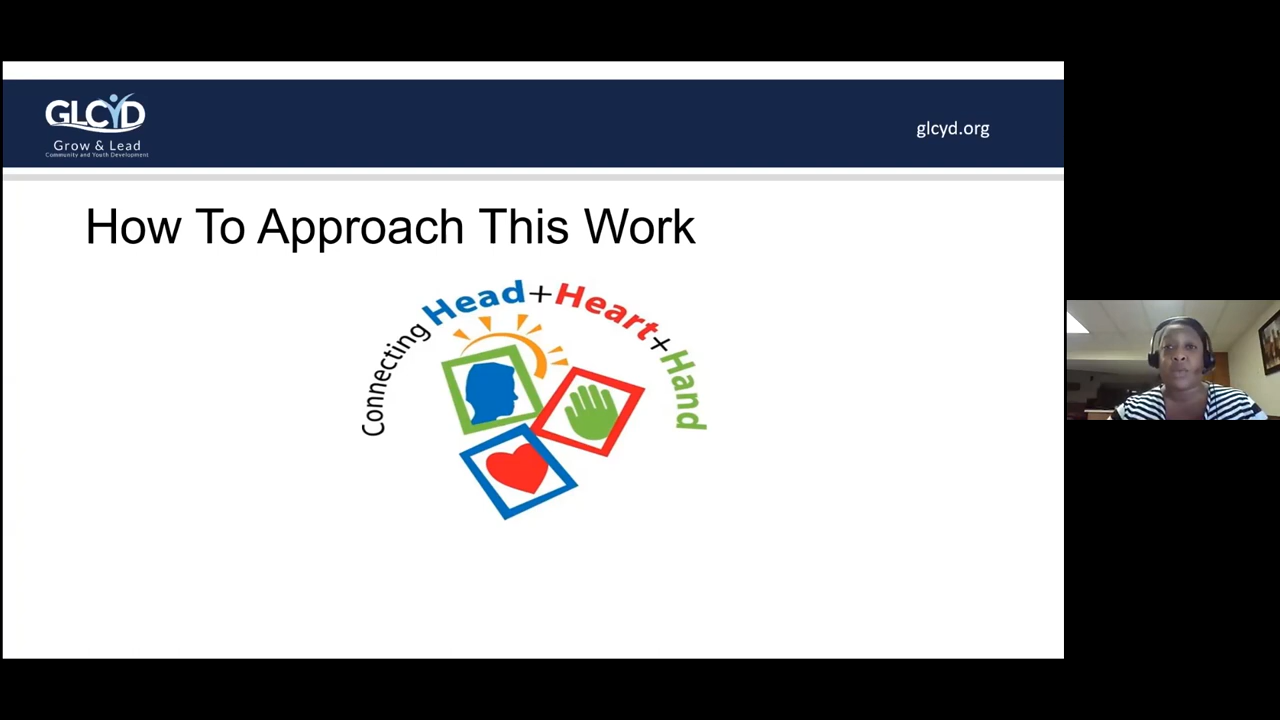 GLCYD
Grow & Lead
Community and Youth Development
glcyd.org
How To Approach This Work
Connecting Head+Heart+Hand